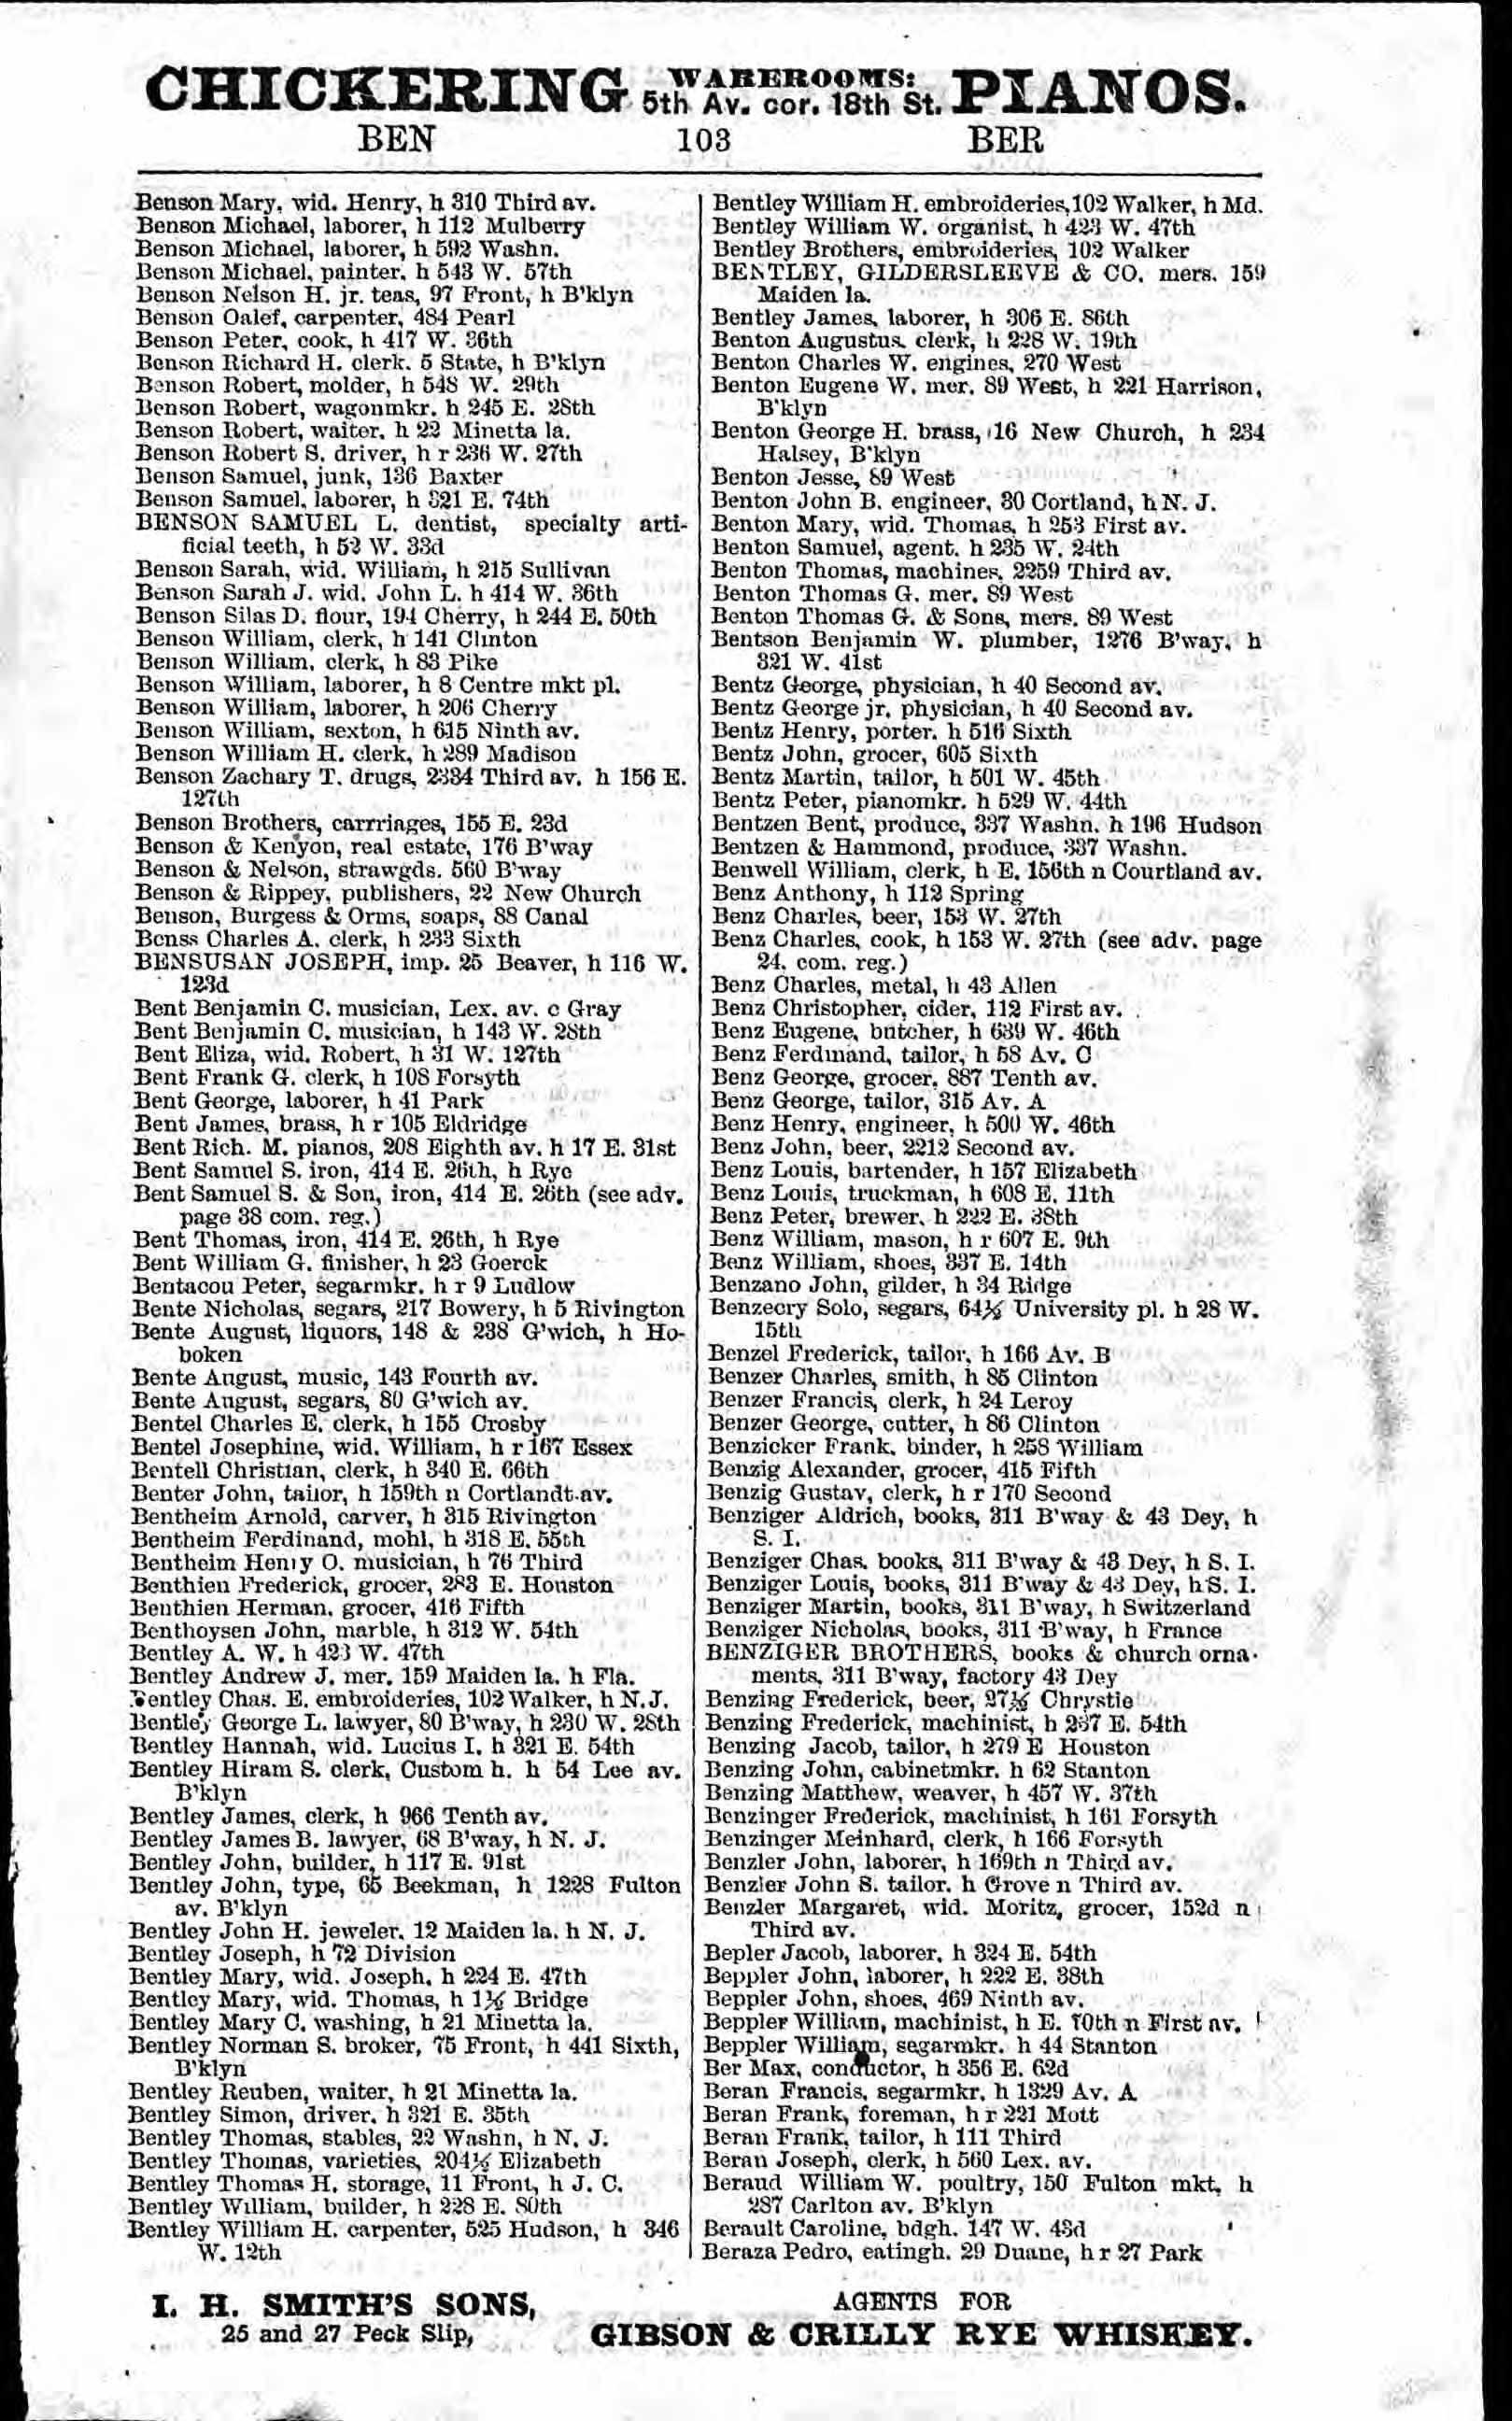 CHICKERING WAREROOMS: 5th Av. cor. 18th St. PIANOS.
BEN 103 BER
Benson Mary, wid. Henry, h 310 Third av.
Benson Michael, laborer, h 112 Mulberry
Benson Michael, laborer, h 592 Washn.
Benson Michael, painter, h 543 W. 57th
Benson Nelson H. jr. teas, 97 Front, h B'klyn
Benson Oalef, carpenter, 484 Pearl
Benson Peter, cook, h 417 W. 36th
Benson Richard H. clerk. 5 State, h B'klyn
Benson Robert, molder, h 548 W. 29th
Benson Robert, wagonmkr. h 245 E. 28th
Benson Robert, waiter, h 22 Minetta la.
Benson Robert S. driver, h r 236 W. 27th
Benson Samuel, junk, 136 Baxter
Benson Samuel, laborer, h 321 E. 74th
BENSON SAMUEL L. dentist, specialty arti-
ficial teeth, h 52 W. 33d
Benson Sarah, wid. William, h 215 Sullivan
Benson Sarah J. wid. John L. h 414 W. 36th
Benson Silas D. flour, 194 Cherry, h 244 E. 50th
Benson William, clerk, h 141 Clinton
Benson William, clerk, h 83 Pike
Benson William, laborer, h 8 Centre mkt pl.
Benson William, laborer, h 206 Cherry
Benson William, sexton, h 615 Ninth av.
Benson William H. clerk, h 289 Madison
Benson Zachary T. drugs, 2384 Third av. h 156 E.
127th
Benson Brothers, carrriages, 155 E. 23d
Benson & Kenyon, real estate, 176 B'way
Benson & Nelson, strawgds. 560 B'way
Benson & Rippey, publishers, 22 New Church
Benson, Burgess & Orms, soaps, 88 Canal
Benss Charles A. clerk, h 233 Sixth
BENSUSAN JOSEPH, imp. 25 Beaver, h 116 W.
123d
Bent Benjamin C. musician, Lex. av. c Gray
Bent Benjamin C. musician, h 143 W. 28th
Bent Eliza, wid. Robert, h 31 W. 127th
Bent Frank G. clerk, h 108 Forsyth
Bent George, laborer, h 41 Park
Bent James, brass, h r 105 Eldridge
Bent Rich. M. pianos, 208 Eighth av. h 17 E. 31st
Bent Samuel S. iron, 414 E. 26th, h Rye
Bent Samuel S. & Son, iron, 414 E. 26th (see adv.
page 38 com. reg.)
Bent Thomas, iron, 414 E. 26th, h Rye
Bent William G. finisher, h 23 Goerck
Bentacou Peter, segarmkr. h r 9 Ludlow
Bente Nicholas, segars, 217 Bowery, h 5 Rivington
Bente August, liquors, 148 & 238 G'wich, h Ho-
boken
Bente August, music, 143 Fourth av.
Bente August, segars, 80 G'wich av.
Bentel Charles E. clerk, h 155 Crosby
Bentel Josephine, wid. William, h r 167 Essex
Bentell Christian, clerk, h 340 E. 66th
Benter John, tailor, h 159th n Cortlandt av.
Bentheim Arnold, carver, h 315 Rivington
Bentheim Ferdinand, mohl, h 318 E. 55th
Bentheim Henry O. musician, h 76 Third
Benthien Frederick, grocer, 283 E. Houston
Benthien Herman, grocer, 416 Fifth
Benthoysen John, marble, h 312 W. 54th
Bentley A. W. h 423 W. 47th
Bentley Andrew J. mer. 159 Maiden la. h Fla.
Bentley Chas. E. embroideries, 102 Walker, h N. J.
Bentley George L. lawyer, 80 B'way, h 230 W. 28th
Bentley Hannah, wid. Lucius I. h 321 E. 54th
Bentley Hiram S. clerk, Custom h. h 54 Lee av.
B'klyn
Bentley James, clerk, h 966 Tenth av.
Bentley James B. lawyer, 68 B'way, h N. J.
Bentley John, builder, h 117 E. 91st
Bentley John, type, 65 Beekman, h 1228 Fulton
av. B'klyn
Bentley John H. jeweler, 12 Maiden la. h N. J.
Bentley Joseph, h 72 Division
Bentley Mary, wid. Joseph, h 224 E. 47th
Bentley Mary, wid. Thomas, h 1½ Bridge
Bentley Mary C. washing, h 21 Minetta la.
Bentley Norman S. broker, 75 Front, h 441 Sixth,
B'klyn
Bentley Reuben, waiter, h 21 Minetta la.
Bentley Simon, driver, h 321 E. 35th
Bentley Thomas, stables, 22 Washn, h N. J.
Bentley Thomas, varieties, 204½ Elizabeth
Bentley Thomas H. storage, 11 Front, h J. C.
Bentley William, builder, h 228 E. 80th
Bentley William H. carpenter, 525 Hudson, h 346
W. 12th
Bentley William H. embroideries, 102 Walker, h Md.
Bentley William W. organist, h 423 W. 47th
Bentley Brothers, embroideries, 102 Walker
BENTLEY, GILDERSLEEVE & CO. mers. 159
Maiden la.
Bentley James, laborer, h 306 E. 86th
Benton Augustus, clerk, h 228 W. 19th
Benton Charles W. engines, 270 West
Benton Eugene W. mer. 89 West, h 221 Harrison,
B'klyn
Benton George H. brass, 16 New Church, h 234
Halsey, B'klyn
Benton Jesse, 89 West
Benton John B. engineer, 30 Cortland, h N. J.
Benton Mary, wid. Thomas, h 253 First av.
Benton Samuel, agent, h 235 W. 24th
Benton Thomas, machines, 2259 Third av.
Benton Thomas G. mer. 89 West
Benton Thomas G. & Sons, mers. 89 West
Bentson Benjamin W. plumber, 1276 B'way, h
321 W. 41st
Bentz George, physician, h 40 Second av.
Bentz George jr. physician, h 40 Second av.
Bentz Henry, porter, h 516 Sixth
Bentz John, grocer, 605 Sixth
Bentz Martin, tailor, h 501 W. 45th
Bentz Peter, pianomkr. h 529 W. 44th
Bentzen Bent, produce, 337 Washn. h 196 Hudson
Bentzen & Hammond, produce, 337 Washn.
Benwell William, clerk, h E. 156th n Courtland av.
Benz Anthony, h 112 Spring
Benz Charles, beer, 153 W. 27th
Benz Charles, cook, h 153 W. 27th (see adv. page
24, com. reg.)
Benz Charles, metal, h 43 Allen
Benz Christopher, cider, 112 First av.
Benz Eugene, butcher, h 639 W. 46th
Benz Ferdinand, tailor, h 58 Av. C
Benz George, grocer, 887 Tenth av.
Benz George, tailor, 315 Av. A
Benz Henry, engineer, h 500 W. 46th
Benz John, beer, 2212 Second av.
Benz Louis, bartender, h 157 Elizabeth
Benz Louis, truckman, h 608 E. 11th
Benz Peter, brewer, h 222 E. 38th
Benz William, mason, h r 607 E. 9th
Benz William, shoes, 337 E. 14th
Benzano John, gilder, h 34 Ridge
Benzecry Solo, segars, 64½ University pl. h 28 W.
15th
Benzel Frederick, tailor, h 166 Av. B
Benzer Charles, smith, h 85 Clinton
Benzer Francis, clerk, h 24 Leroy
Benzer George, cutter, h 86 Clinton
Benzicker Frank, binder, h 258 William
Benzig Alexander, grocer, 415 Fifth
Benzig Gustav, clerk, h r 170 Second
Benziger Aldrich, books, 311 B'way & 43 Dey, h
S. I.
Benziger Chas. books, 311 B'way & 43 Dey, h S. I.
Benziger Louis, books, 311 B'way & 43 Dey, h S. I.
Benziger Martin, books, 311 B'way, h Switzerland
Benziger Nicholas, books, 311 B'way, h France
BENZIGER BROTHERS, books & church orna-
ments, 311 B'way, factory 43 Dey
Benzing Frederick, beer, 27½ Chrystie
Benzing Frederick, machinist, h 237 E. 54th
Benzing Jacob, tailor, h 279 E Houston
Benzing John, cabinetmkr. h 62 Stanton
Benzing Matthew, weaver, h 457 W. 37th
Benzinger Frederick, machinist, h 161 Forsyth
Benzinger Meinhard, clerk, h 166 Forsyth
Benzler John, laborer, h 169th n Third av.
Benzler John S. tailor, h Grove n Third av.
Benzler Margaret, wid. Moritz, grocer, 152d n
Third av.
Bepler Jacob, laborer, h 324 E. 54th
Beppler John, laborer, h 222 E. 38th
Beppler John, shoes, 469 Ninth av.
Beppler William, machinist, h E. 70th n First av.
Beppler William, segarmkr. h 44 Stanton
Ber Max, conductor, h 356 E. 62d
Beran Francis, segarmkr. h 1329 Av. A
Beran Frank, foreman, h r 221 Mott
Beran Frank, tailor, h 111 Third
Beran Joseph, clerk, h 560 Lex. av.
Beraud William W. poultry, 150 Fulton mkt, h
287 Carlton av. B'klyn
Berault Caroline, bdgh. 147 W. 43d
Beraza Pedro, eatingh. 29 Duane, h r 27 Park
I. H. SMITH'S SONS,
25 and 27 Peck Slip,
AGENTS FOR
GIBSON & CRILLY RYE WHISKEY.